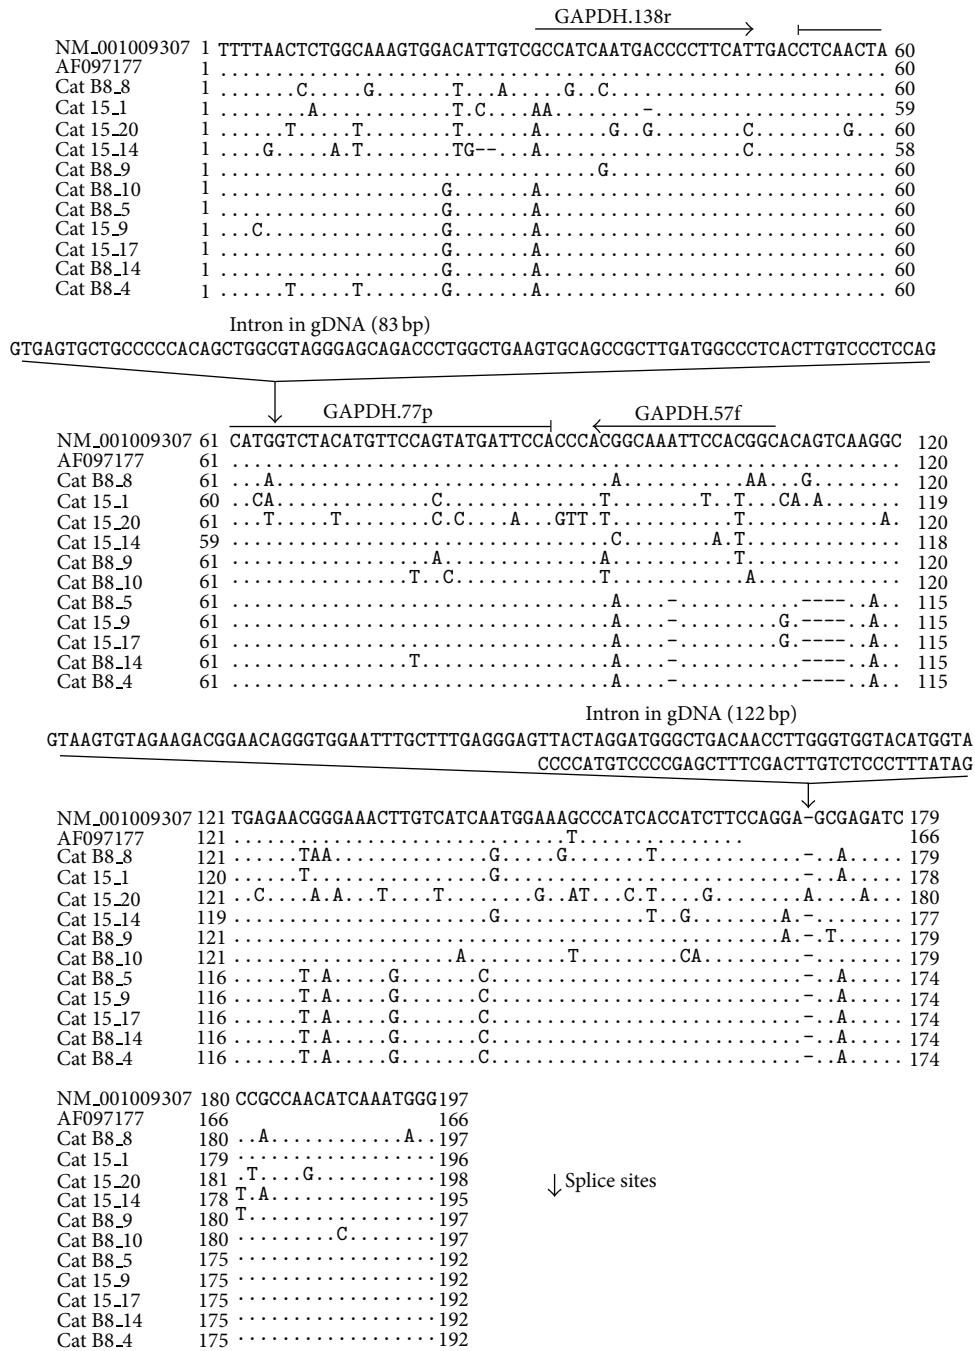 GAPDH.138r
NM_001009307 1 TTTTAACTCTGGCAAAGTGGACATTGTCGCCATCAATGACCCCTTCATTGACCTCAACTA 60
AF097177 1 ............................................................ 60
Cat B8_8 1 .......C.....G.......T...A.....G..C......................... 60
Cat 15_1 1 ........A............T.C....AA........-..................... 59
Cat 15_20 1 ......T.....T........T......A......G..G........C........G... 60
Cat 15_14 1 ....G.....A.T........TG--...A..................C............ 58
Cat B8_9 1 ..................................G......................... 60
Cat B8_10 1 ....................G.......A............................... 60
Cat B8_5 1 ....................G.......A............................... 60
Cat 15_9 1 ...C................G.......A............................... 60
Cat 15_17 1 ....................G.......A............................... 60
Cat B8_14 1 ....................G.......A............................... 60
Cat B8_4 1 ......T.....T.......G.......A............................... 60
Intron in gDNA (83 bp)
GTGAGTGCTGCCCCCACAGCTGGCGTAGGGAGCAGACCCTGGCTGAAGTGCAGCCGCTTGATGGCCCTCACTTGTCCCTCCAG
GAPDH.77p GAPDH.57f
NM_001009307 61 CATGGTCTACATGTTCCAGTATGATTCCACCCACGGCAAATTCCACGGCACAGTCAAGGC 120
AF097177 61 ............................................................ 120
Cat B8_8 61 ...A..............................A...........AA...G........ 120
Cat 15_1 60 ..CA..............C..............T........T..T...CA.A....... 119
Cat 15_20 61 ...T.....T........C.C....A...GTT.T...........T............A. 120
Cat 15_14 59 ..................................C........A.T.............. 118
Cat B8_9 61 ..................A..............A...........T.............. 120
Cat B8_10 61 ................T..C.............T............A............. 120
Cat B8_5 61 ..................................A....-...........----..A.. 115
Cat 15_9 61 ..................................A....-.........G.----..A.. 115
Cat 15_17 61 ..................................A....-.........G.----..A.. 115
Cat B8_14 61 ................T.................A....-...........----..A.. 115
Cat B8_4 61 ..................................A....-...........----..A.. 115
Intron in gDNA (122 bp)
GTAAGTGTAGAAGACGGAACAGGGTGGAATTTGCTTTGAGGGAGTTACTAGGATGGGCTGACAACCTTGGGTGGTACATGGTA
CCCCATGTCCCCGAGCTTTCGACTTGTCTCCCTTTATAG
NM_001009307 121 TGAGAACGGGAAACTTGTCATCAATGGAAAGCCCATCACCATCTTCCAGGA-GCGAGATC 179
AF097177 121 ..............................T............... 166
Cat B8_8 121 ......TAA..............G.....G.......T.............-..A..... 179
Cat 15_1 120 ......T................G...........................-..A..... 178
Cat 15_20 121 ..C....A.A...T....T........G..AT...C.T....G........A....A... 180
Cat 15_14 119 .......................G.............T..G........A.-........ 177
Cat B8_9 121 .................................................A.-.T...... 179
Cat B8_10 121 ....................A.........T.........CA.........-........ 179
Cat B8_5 116 ......T.A.....G.......C............................-..A..... 174
Cat 15_9 116 ......T.A.....G.......C............................-..A..... 174
Cat 15_17 116 ......T.A.....G.......C............................-..A..... 174
Cat B8_14 116 ......T.A.....G.......C............................-..A..... 174
Cat B8_4 116 ......T.A.....G.......C............................-..A..... 174
NM_001009307 180 CCGCCAACATCAAATGGG 197
AF097177 166 166
Cat B8_8 180 ..A............A.. 197
Cat 15_1 179 .................. 196
Cat 15_20 181 .T....G........... 198
Cat 15_14 178 T.A............... 195
Cat B8_9 180 T................. 197
Cat B8_10 180 .........C........ 197
Cat B8_5 175 .................. 192
Cat 15_9 175 .................. 192
Cat 15_17 175 .................. 192
Cat B8_14 175 .................. 192
Cat B8_4 175 .................. 192
↓ Splice sites